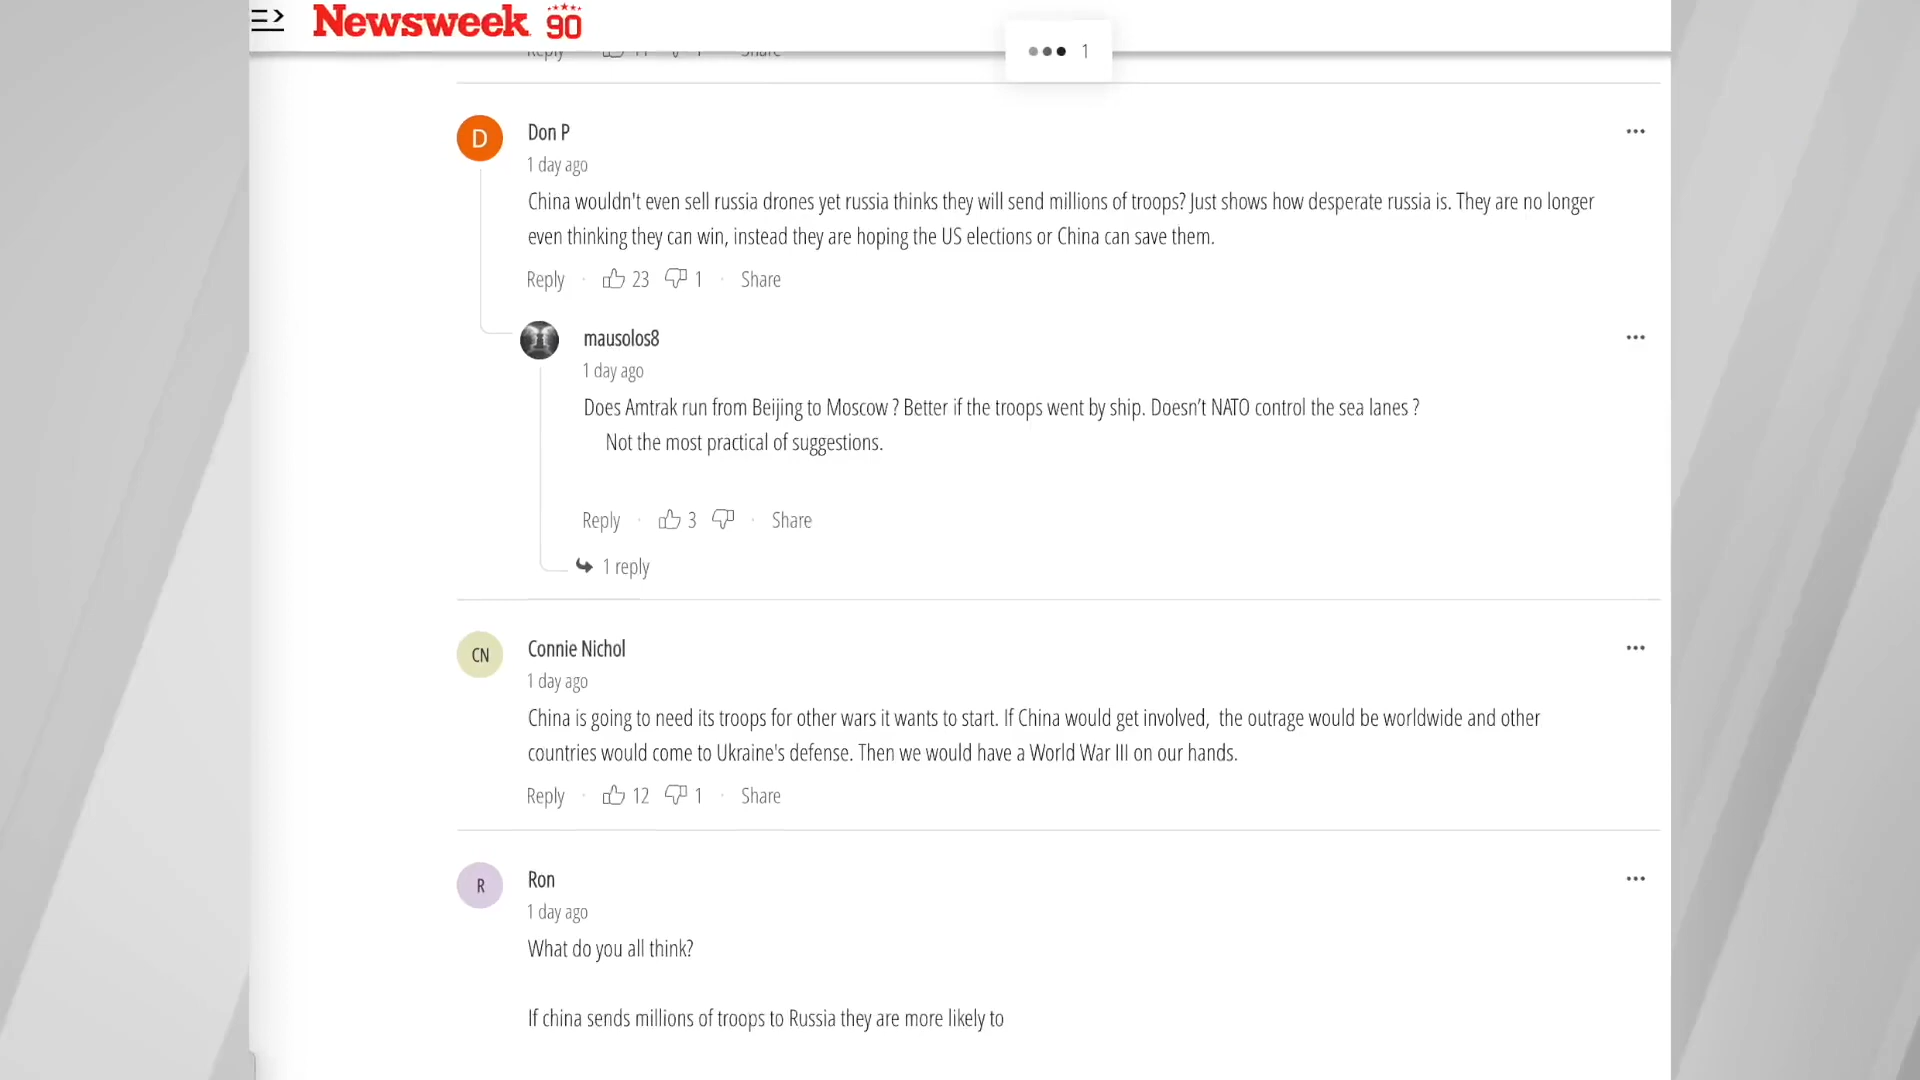 Newsweek 90
1
Reply Share
D
Don P
1 day ago
China wouldn't even sell russia drones yet russia thinks they will send millions of troops? Just shows how desperate russia is. They are no longer
even thinking they can win, instead they are hoping the US elections or China can save them.
Reply · 23 1 · Share
mausolos8
1 day ago
Does Amtrak run from Beijing to Moscow ? Better if the troops went by ship. Doesn’t NATO control the sea lanes ?
Not the most practical of suggestions.
Reply · 3 · Share
1 reply
CN
Connie Nichol
1 day ago
China is going to need its troops for other wars it wants to start. If China would get involved,  the outrage would be worldwide and other
countries would come to Ukraine's defense. Then we would have a World War III on our hands.
Reply · 12 1 · Share
R
Ron
1 day ago
What do you all think?
If china sends millions of troops to Russia they are more likely to